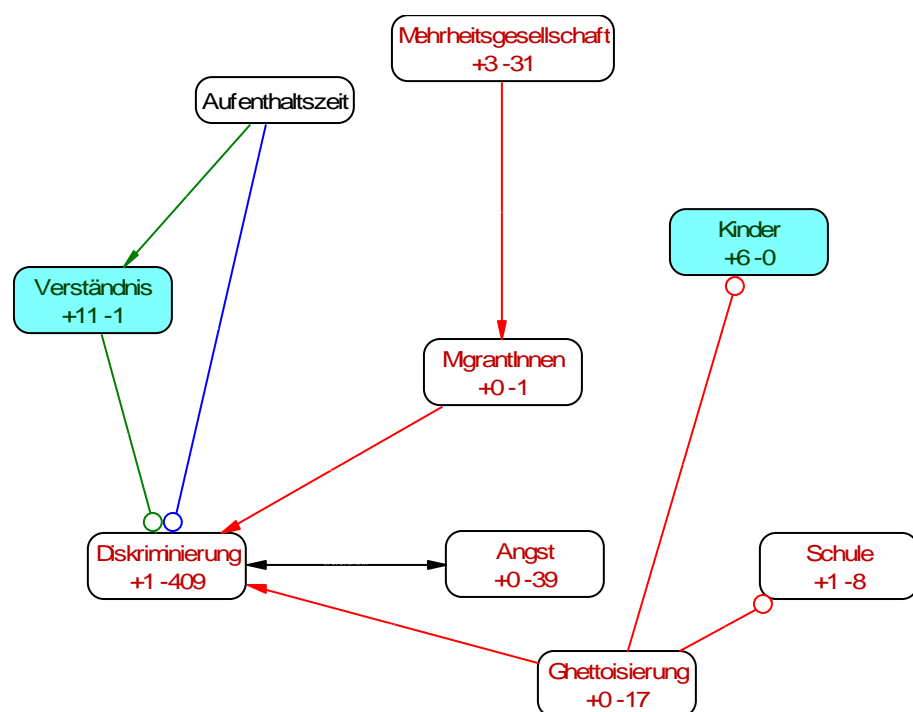 Mehrheitsgesellschaft
+3 -31
Aufenthaltszeit
Kinder
+6 -0
Verständnis
+11 -1
MigrantInnen
+0 -1
Diskriminierung
+1 -409
Angst
+0 -39
Schule
+1 -8
Ghettoisierung
+0 -17